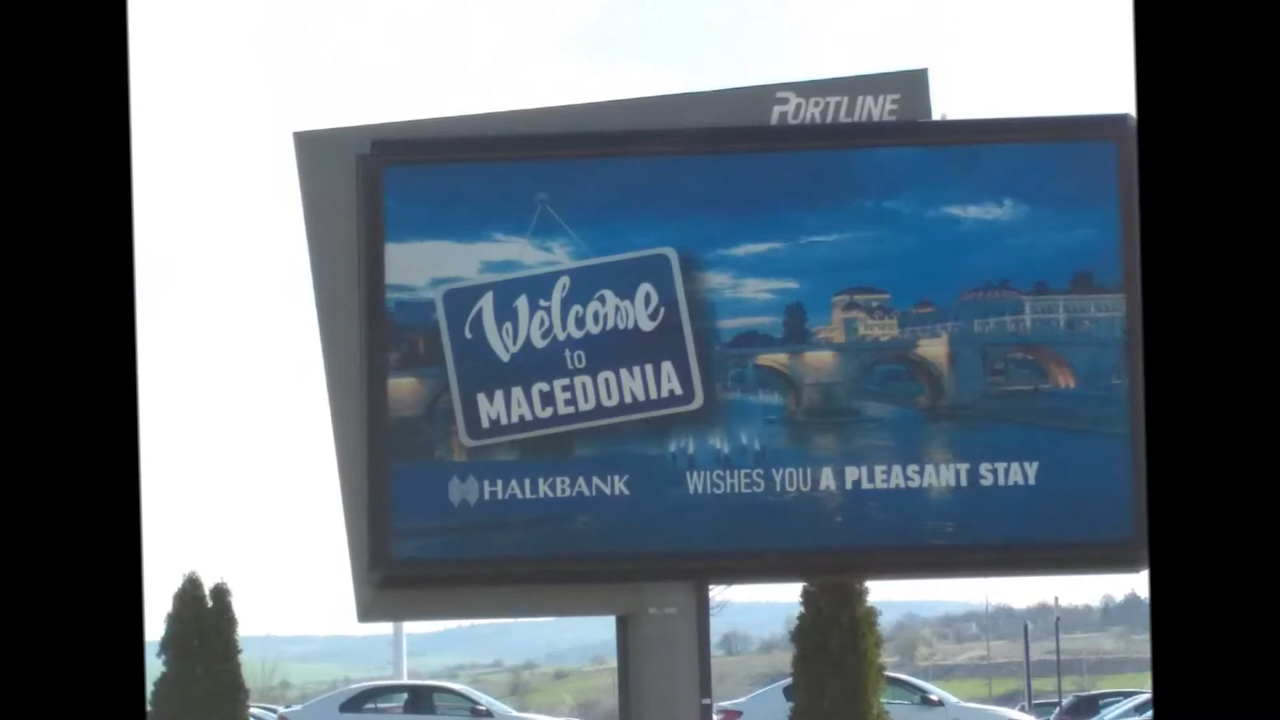 PORTLINE
Welcome
to
MACEDONIA
HALKBANK WISHES YOU A PLEASANT STAY